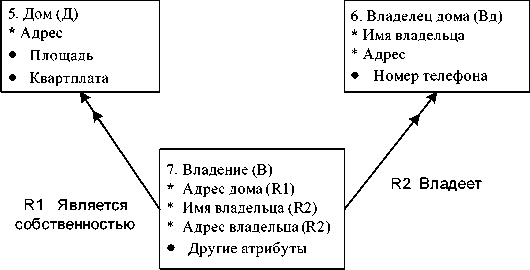 5. Дом (Д)
* Адрес
● Площадь
● Квартплата
6. Владелец дома (Вд)
* Имя владельца
* Адрес
● Номер телефона
R1 Является
собственностью
7. Владение (В)
* Адрес дома (R1)
* Имя владельца (R2)
* Адрес владельца (R2)
● Другие атрибуты
R2 Владеет